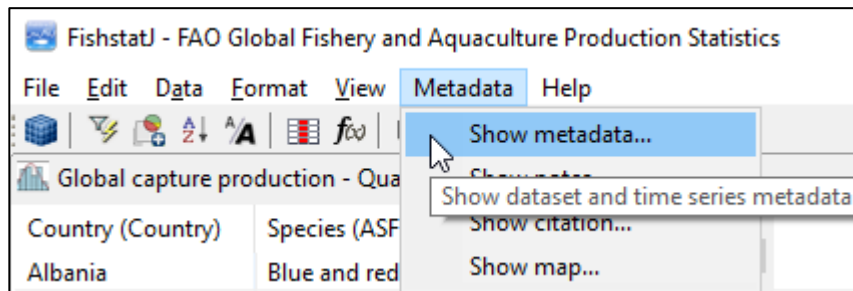 FishstatJ - FAO Global Fishery and Aquaculture Production Statistics
File Edit Data Format View Metadata Help
f(x) Show metadata...
Global capture production - Qua Show notes
Show dataset and time series metadata
Country (Country) Species (ASF Show citation...
Albania Blue and red Show map...